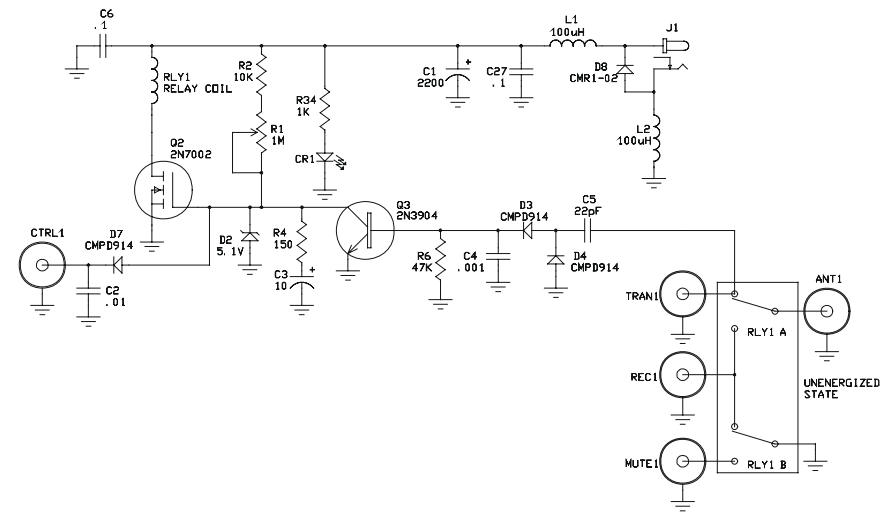 C6
.1
L1
100uH
J1
RLY1
RELAY COIL
R2
10K
R34
1K
C1
+
2200
C27
.1
D8
CMR1-02
Q2
2N7002
R1
1M
CR1
L2
100uH
Q3
2N3904
D3
CMPD914
C5
22pF
CTRL1
D7
CMPD914
D2
5.1V
R4
150
C3
+
10
R6
47K
C4
.001
D4
CMPD914
C2
.01
TRAN1
ANT1
RLY1 A
REC1
UNENERGIZED
STATE
MUTE1
RLY1 B